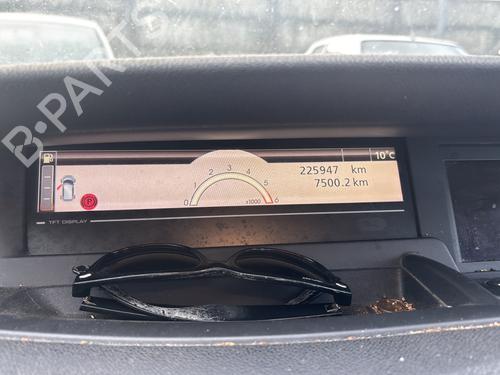 B-PARTS
10°C
225947 km
7500.2 km
0 1 2 3 4 5 6
x1000
P
TFT DISPLAY